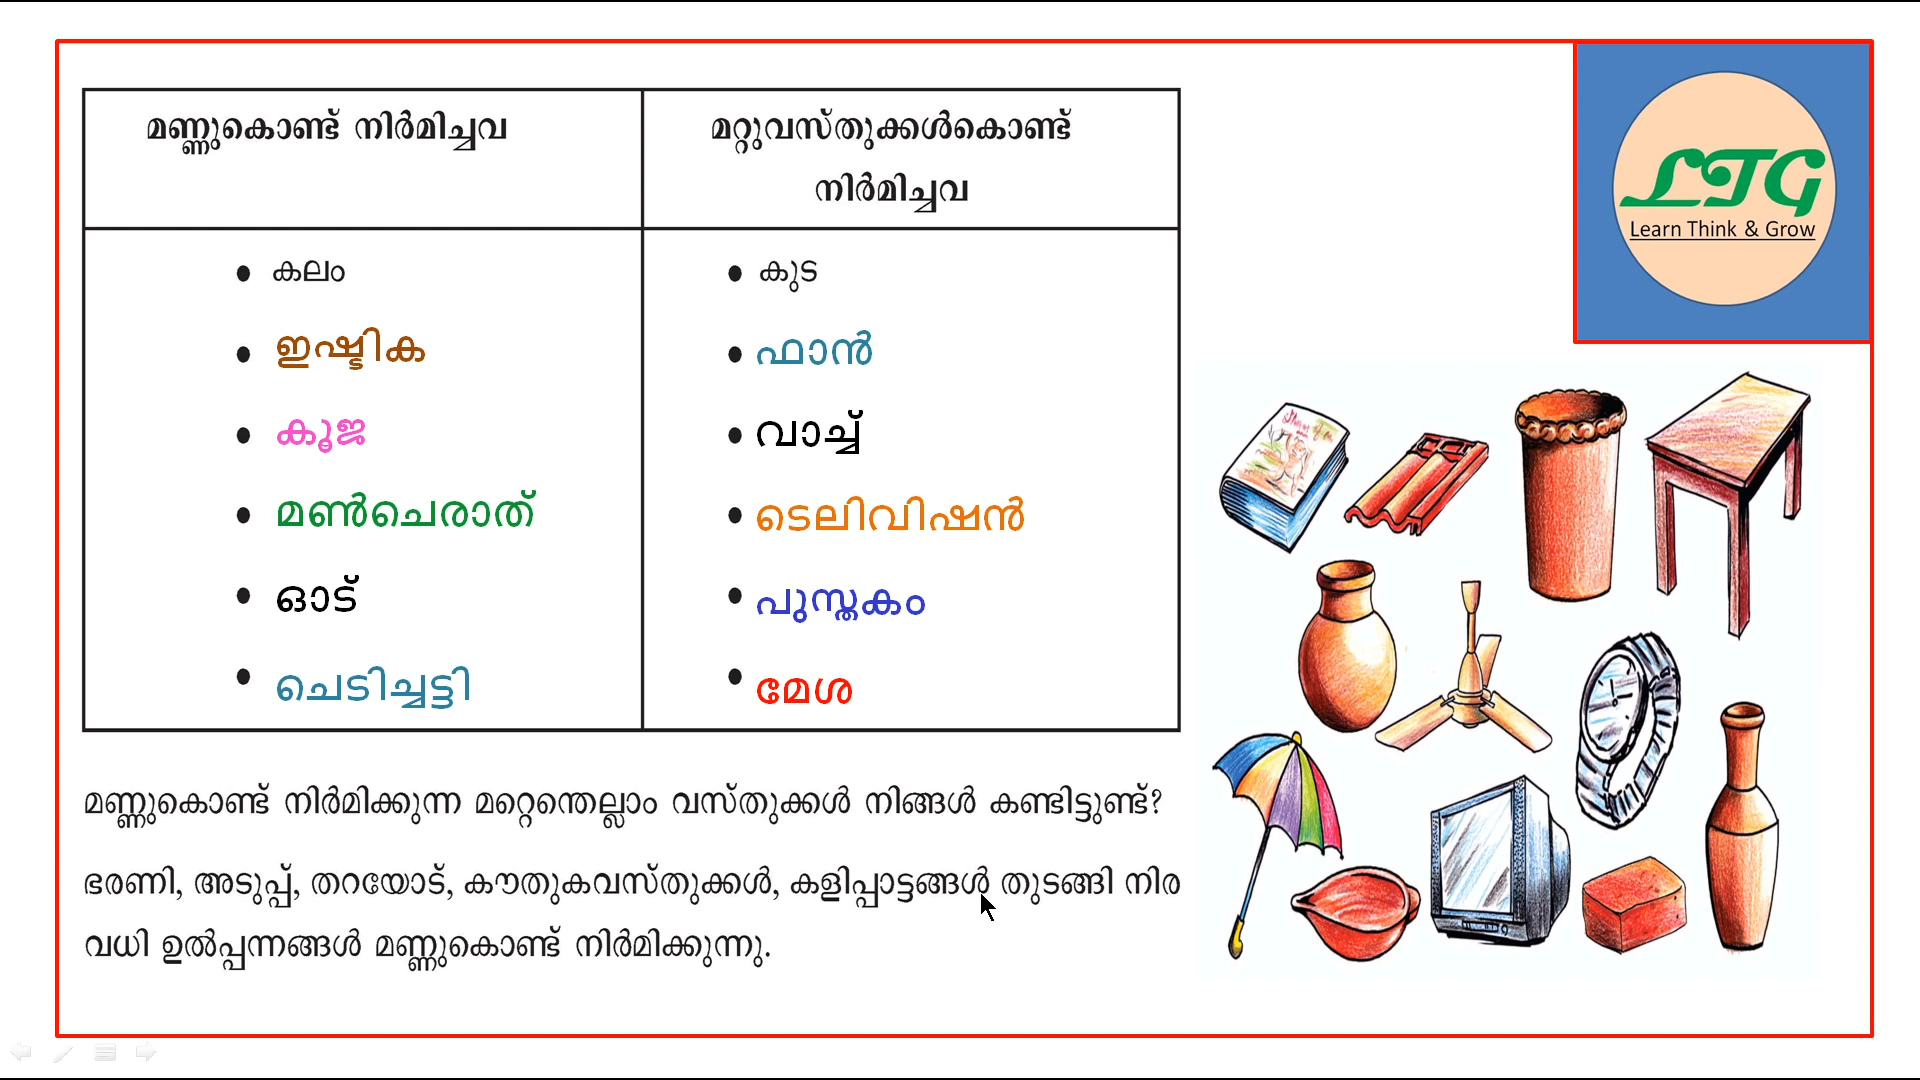 മണ്ണുകൊണ്ട് നിർമിച്ചവ
മറ്റുവസ്തുക്കൾകൊണ്ട്
നിർമിച്ചവ
• കലം
• ഇഷ്ടിക
• കൂജ
• മൺചെരാത്
• ഓട്
• ചെടിച്ചട്ടി
• കുട
• ഫാൻ
• വാച്ച്
• ടെലിവിഷൻ
• പുസ്തകം
• മേശ
മണ്ണുകൊണ്ട് നിർമിക്കുന്ന മറ്റെന്തെല്ലാം വസ്തുക്കൾ നിങ്ങൾ കണ്ടിട്ടുണ്ട്?
ഭരണി, അടുപ്പ്, തറയോട്, കൗതുകവസ്തുക്കൾ, കളിപ്പാട്ടങ്ങൾ തുടങ്ങി നിര
വധി ഉൽപ്പന്നങ്ങൾ മണ്ണുകൊണ്ട് നിർമിക്കുന്നു.
LTG
Learn Think & Grow